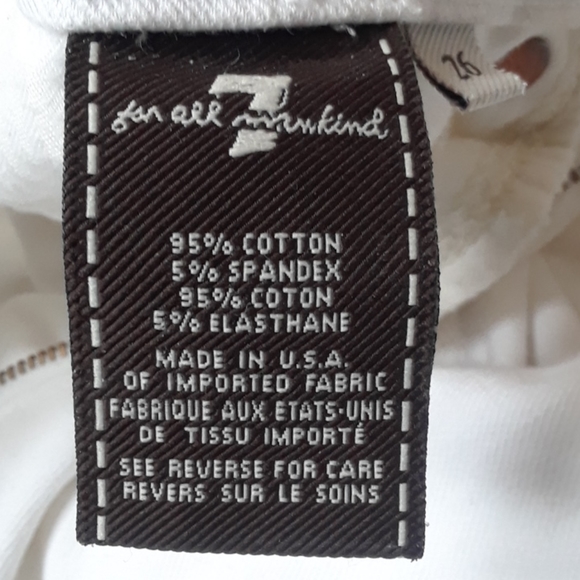 7 for all mankind
26
95% COTTON
5% SPANDEX
95% COTON
5% ELASTHANE
MADE IN U.S.A.
OF IMPORTED FABRIC
FABRIQUE AUX ETATS-UNIS
DE TISSU IMPORTÉ
SEE REVERSE FOR CARE
REVERS SUR LE SOINS